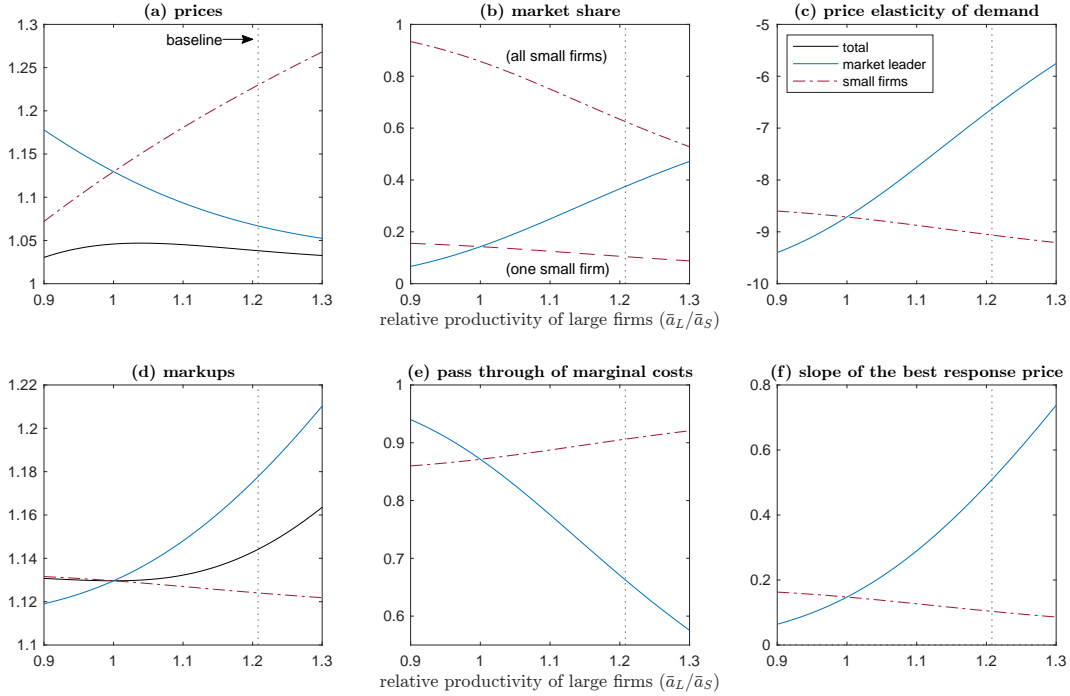 (a) prices
1.3
1.25
1.2
1.15
1.1
1.05
1
0.9 1 1.1 1.2 1.3
baseline
(b) market share
1
0.8
0.6
0.4
0.2
0
0.9 1 1.1 1.2 1.3
(all small firms)
(one small firm)
relative productivity of large firms (ā_L/ā_S)
(c) price elasticity of demand
-5
-6
-7
-8
-9
-10
0.9 1 1.1 1.2 1.3
total
market leader
small firms
(d) markups
1.22
1.2
1.18
1.16
1.14
1.12
1.1
0.9 1 1.1 1.2 1.3
(e) pass through of marginal costs
1
0.9
0.8
0.7
0.6
0.9 1 1.1 1.2 1.3
relative productivity of large firms (ā_L/ā_S)
(f) slope of the best response price
0.8
0.6
0.4
0.2
0
0.9 1 1.1 1.2 1.3